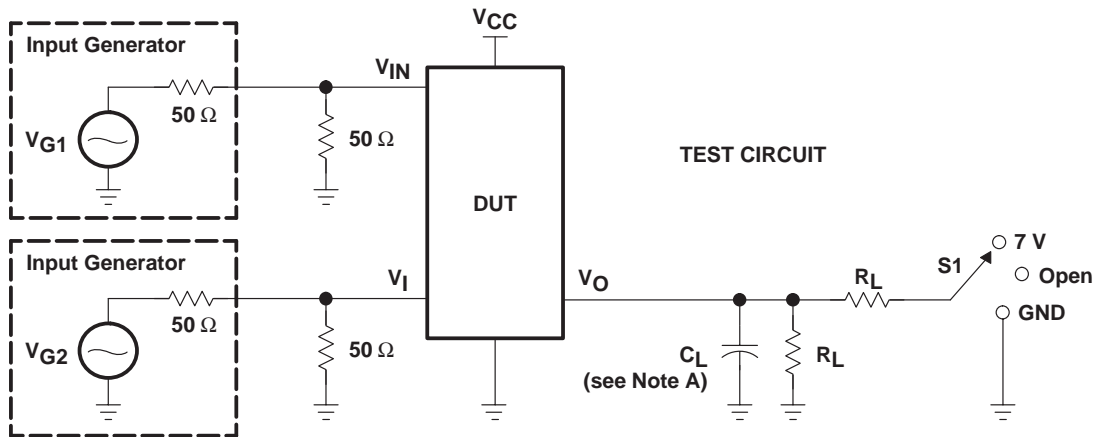 Input Generator
50 Ω
VG1
VIN
50 Ω
VCC
DUT
TEST CIRCUIT
Input Generator
50 Ω
VG2
VI
50 Ω
VO
CL
(see Note A)
RL
RL
S1
7 V
Open
GND